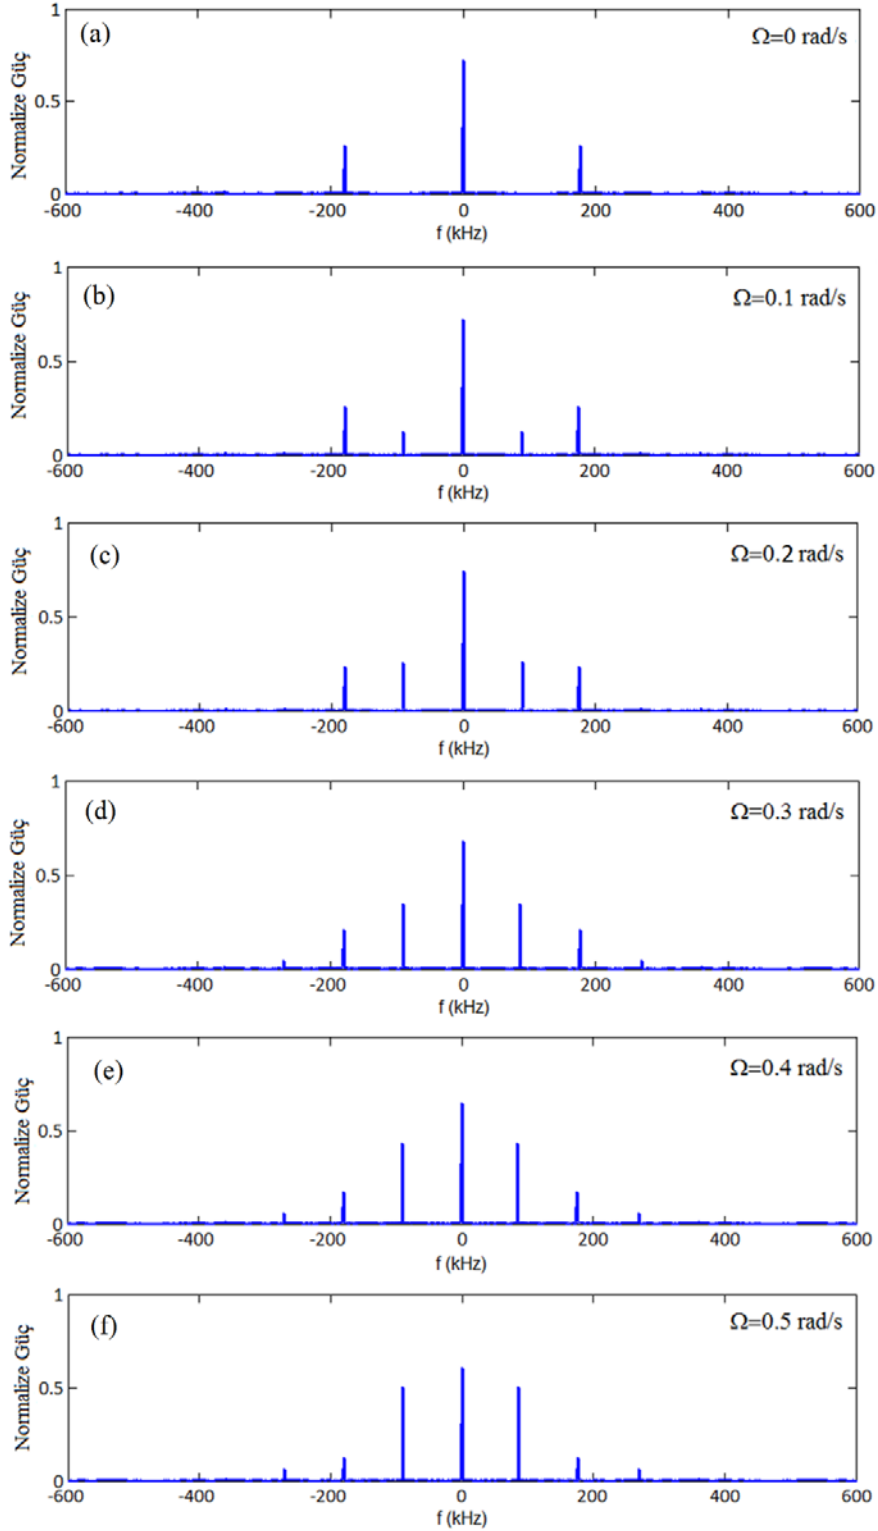 (a)
Ω=0 rad/s
Normalize Güç
1
0.5
0
-600 -400 -200 0 200 400 600
f (kHz)
(b)
Ω=0.1 rad/s
Normalize Güç
1
0.5
0
-600 -400 -200 0 200 400 600
f (kHz)
(c)
Ω=0.2 rad/s
Normalize Güç
1
0.5
0
-600 -400 -200 0 200 400 600
f (kHz)
(d)
Ω=0.3 rad/s
Normalize Güç
1
0.5
0
-600 -400 -200 0 200 400 600
f (kHz)
(e)
Ω=0.4 rad/s
Normalize Güç
1
0.5
0
-600 -400 -200 0 200 400 600
f (kHz)
(f)
Ω=0.5 rad/s
Normalize Güç
1
0.5
0
-600 -400 -200 0 200 400 600
f (kHz)